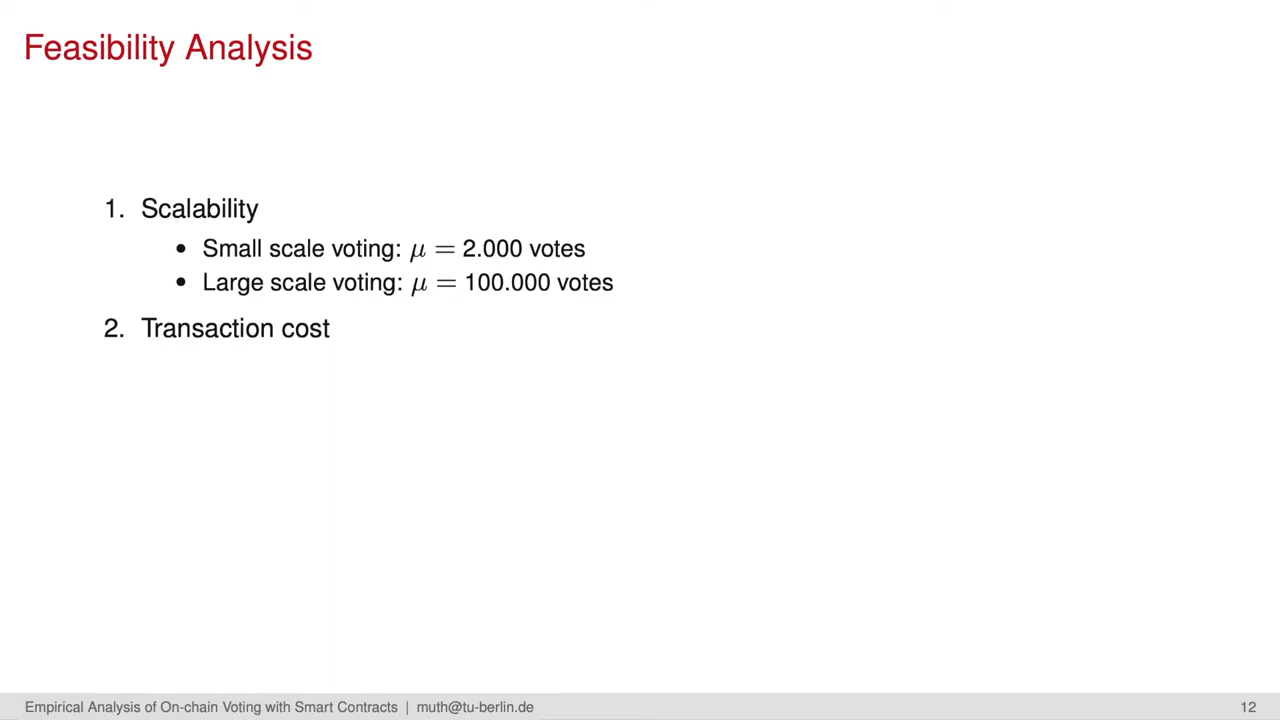 Feasibility Analysis
1. Scalability
• Small scale voting: μ = 2.000 votes
• Large scale voting: μ = 100.000 votes
2. Transaction cost
Empirical Analysis of On-chain Voting with Smart Contracts | muth@tu-berlin.de 12